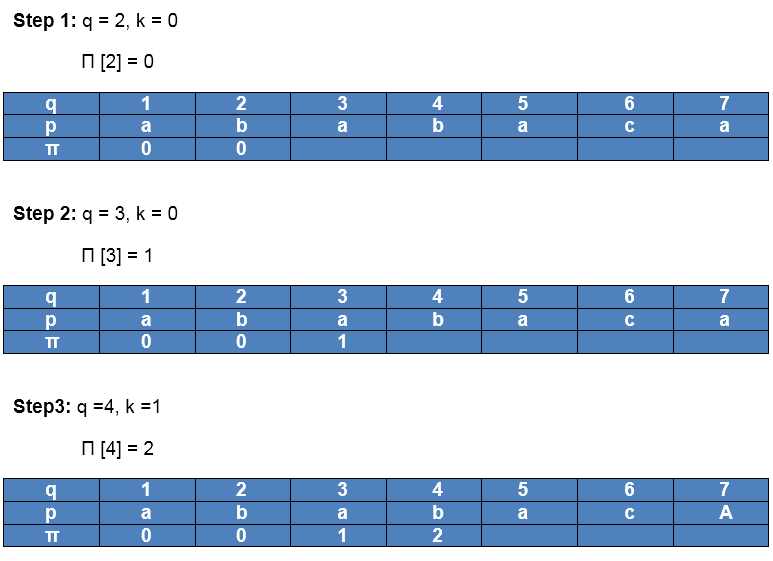 Step 1: q = 2, k = 0
Π [2] = 0
q 1 2 3 4 5 6 7
p a b a b a c a
π 0 0
Step 2: q = 3, k = 0
Π [3] = 1
q 1 2 3 4 5 6 7
p a b a b a c a
π 0 0 1
Step3: q =4, k =1
Π [4] = 2
q 1 2 3 4 5 6 7
p a b a b a c A
π 0 0 1 2